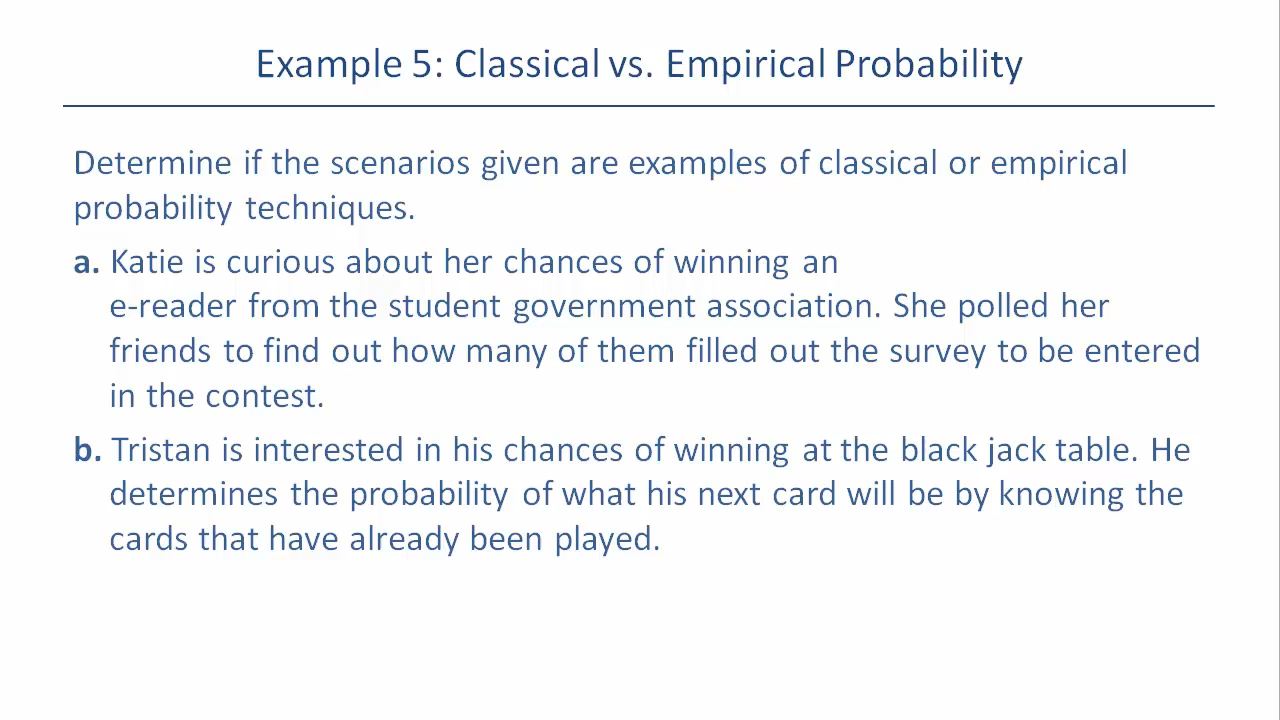 Example 5: Classical vs. Empirical Probability
Determine if the scenarios given are examples of classical or empirical
probability techniques.
a. Katie is curious about her chances of winning an
e-reader from the student government association. She polled her
friends to find out how many of them filled out the survey to be entered
in the contest.
b. Tristan is interested in his chances of winning at the black jack table. He
determines the probability of what his next card will be by knowing the
cards that have already been played.